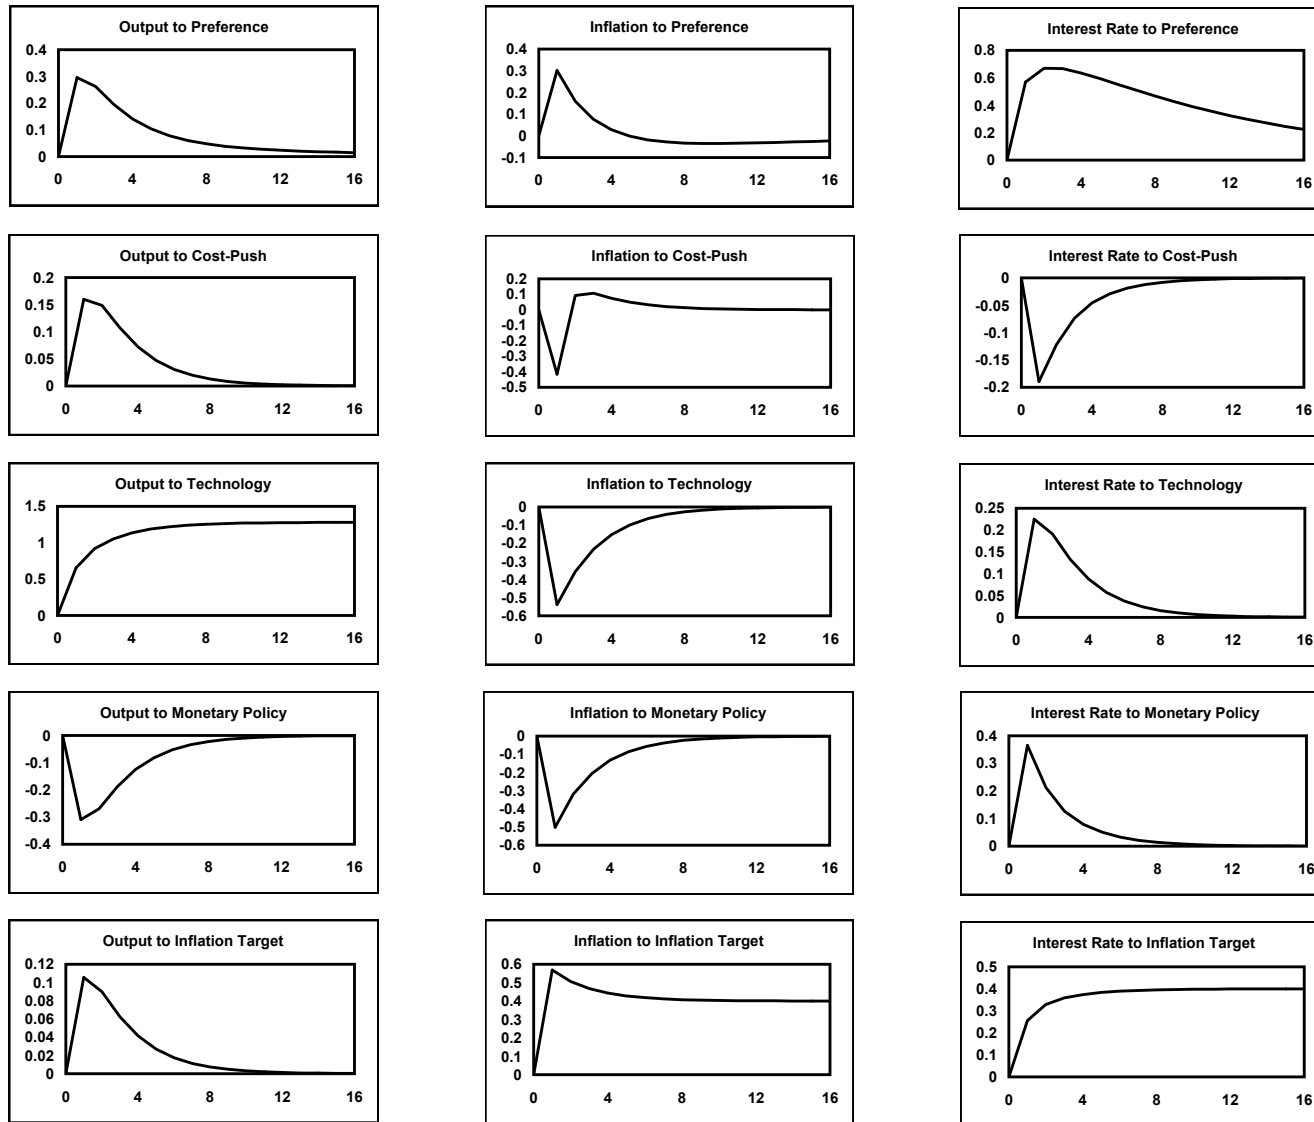 Output to Preference
0.4
0.3
0.2
0.1
0
0 4 8 12 16
Inflation to Preference
0.4
0.3
0.2
0.1
0
-0.1
0 4 8 12 16
Interest Rate to Preference
0.8
0.6
0.4
0.2
0
0 4 8 12 16
Output to Cost-Push
0.2
0.15
0.1
0.05
0
0 4 8 12 16
Inflation to Cost-Push
0.2
0.1
0
-0.1
-0.2
-0.3
-0.4
-0.5
0 4 8 12 16
Interest Rate to Cost-Push
0
-0.05
-0.1
-0.15
-0.2
0 4 8 12 16
Output to Technology
1.5
1
0.5
0
0 4 8 12 16
Inflation to Technology
0
-0.1
-0.2
-0.3
-0.4
-0.5
-0.6
0 4 8 12 16
Interest Rate to Technology
0.25
0.2
0.15
0.1
0.05
0
0 4 8 12 16
Output to Monetary Policy
0
-0.1
-0.2
-0.3
-0.4
0 4 8 12 16
Inflation to Monetary Policy
0
-0.1
-0.2
-0.3
-0.4
-0.5
-0.6
0 4 8 12 16
Interest Rate to Monetary Policy
0.4
0.3
0.2
0.1
0
0 4 8 12 16
Output to Inflation Target
0.12
0.1
0.08
0.06
0.04
0.02
0
0 4 8 12 16
Inflation to Inflation Target
0.6
0.5
0.4
0.3
0.2
0.1
0
0 4 8 12 16
Interest Rate to Inflation Target
0.5
0.4
0.3
0.2
0.1
0
0 4 8 12 16